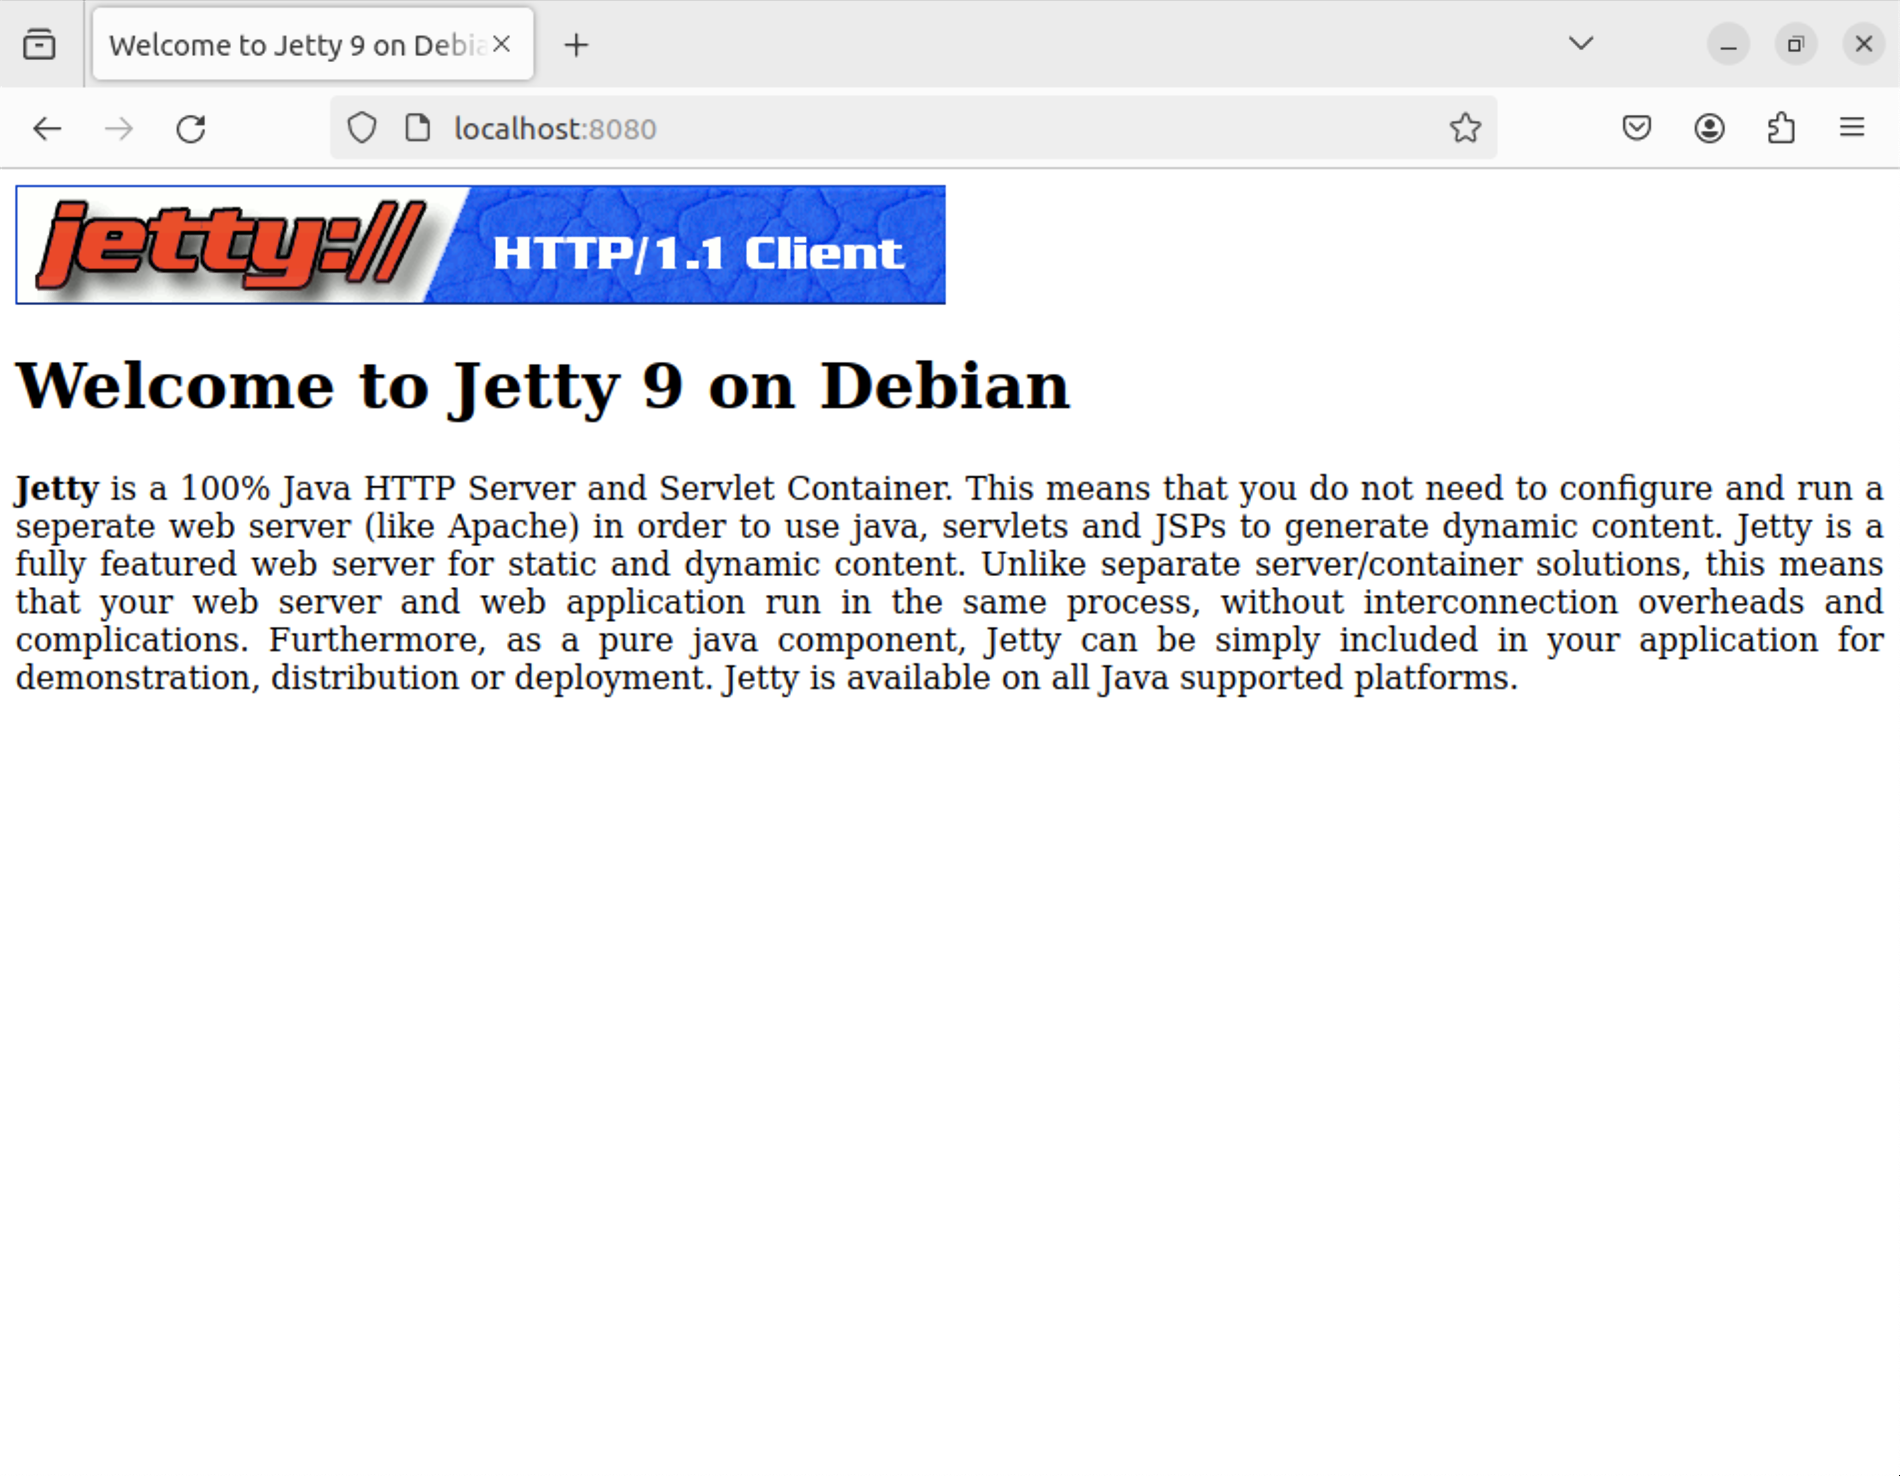 Welcome to Jetty 9 on Debia
localhost:8080
jetty://
HTTP/1.1 Client
Welcome to Jetty 9 on Debian
Jetty is a 100% Java HTTP Server and Servlet Container. This means that you do not need to configure and run a
seperate web server (like Apache) in order to use java, servlets and JSPs to generate dynamic content. Jetty is a
fully featured web server for static and dynamic content. Unlike separate server/container solutions, this means
that your web server and web application run in the same process, without interconnection overheads and
complications. Furthermore, as a pure java component, Jetty can be simply included in your application for
demonstration, distribution or deployment. Jetty is available on all Java supported platforms.